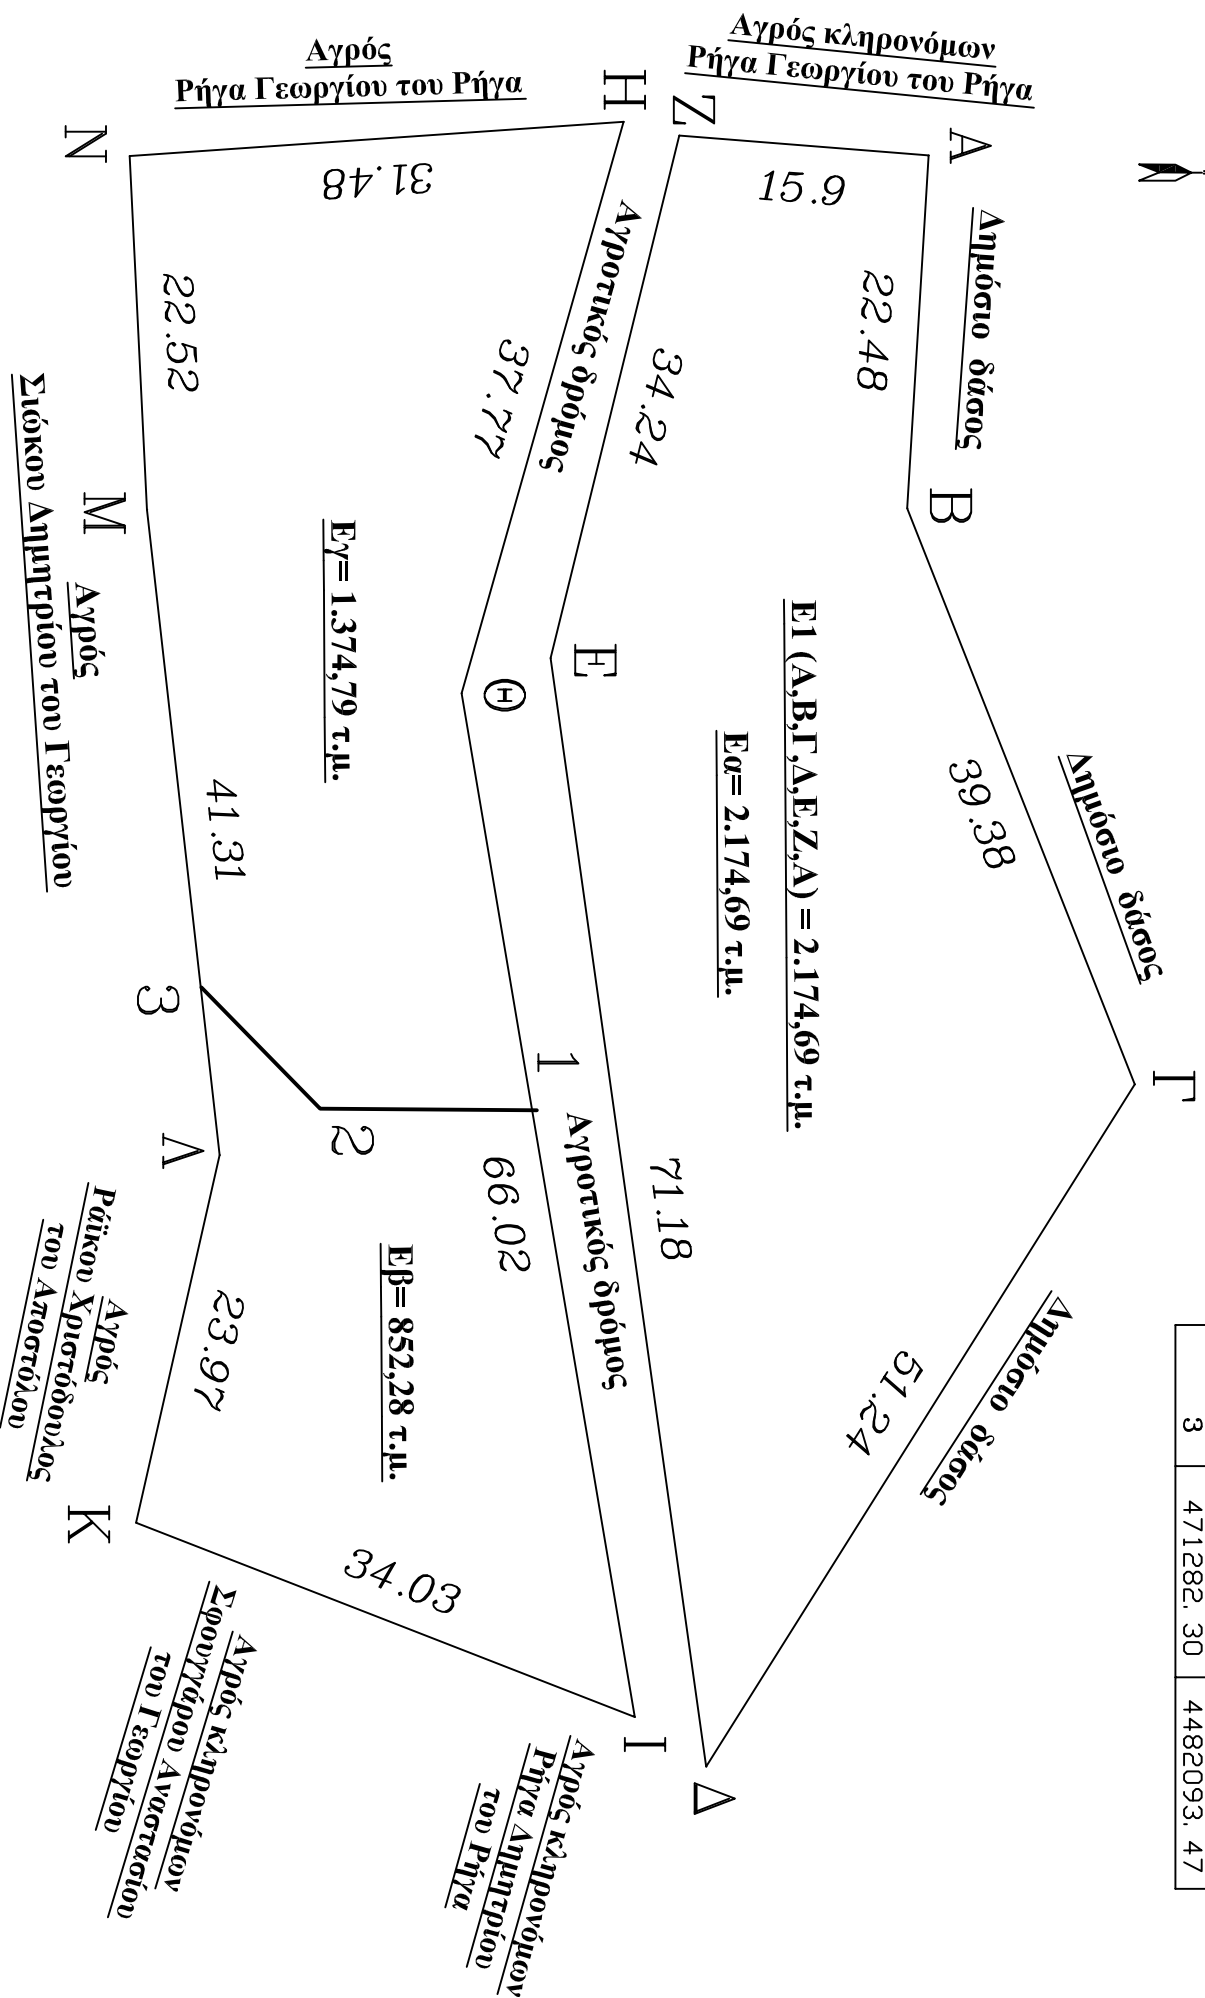 Αγρός
Ρήγα Γεωργίου του Ρήγα
Αγρός κληρονόμων
Ρήγα Γεωργίου του Ρήγα
N
H
Z
A
31.48
15.9
Δημόσιο δάσος
22.52
22.48
Αγροτικός δρόμος
37.77
34.24
M
B
Αγρός
Σιώκου Δημητρίου του Γεωργίου
Εγ= 1.374,79 τ.μ.
Θ
E
Ε1 (Α,Β,Γ,Δ,Ε,Ζ,Α) = 2.174,69 τ.μ.
Εα= 2.174,69 τ.μ.
39.38
Δημόσιο δάσος
41.31
3
1
Γ
Λ
2
66.02
Αγροτικός δρόμος
71.18
Αγρός
Ράϊκου Χριστόδουλος
του Αποστόλου
23.97
Εβ= 852,28 τ.μ.
51.24
Δημόσιο δάσος
3 471282.30 4482093.47
K
34.03
I
Δ
Αγρός κληρονόμων
Σφουγγάρου Αναστασίου
του Γεωργίου
Αγρός κληρονόμων
Ρήγα Δημητρίου
του Ρήγα